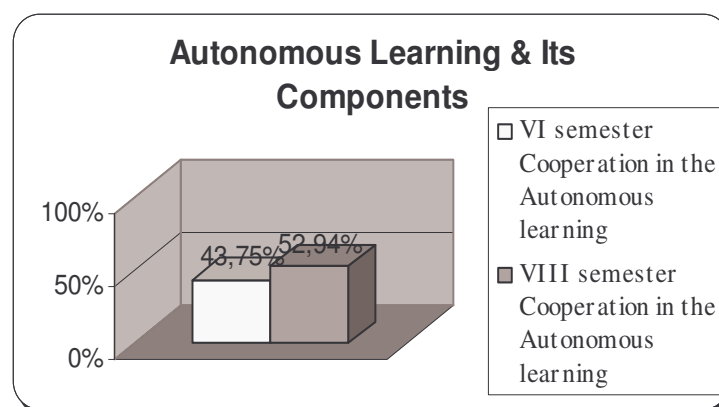 Autonomous Learning & Its
Components
100%
50%
0%
43,75%
52,94%
VI semester
Cooperation in the
Autonomous
learning
VIII semester
Cooperation in the
Autonomous
learning